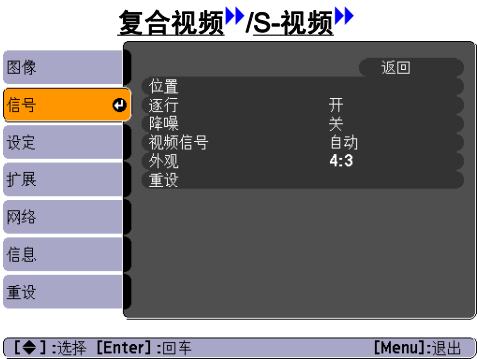 复合视频/S-视频
图像
信号
设定
扩展
网络
信息
重设
返回
位置
逐行 开
降噪 关
视频信号 自动
外观 4:3
重设
[◆]:选择 [Enter]:回车 [Menu]:退出